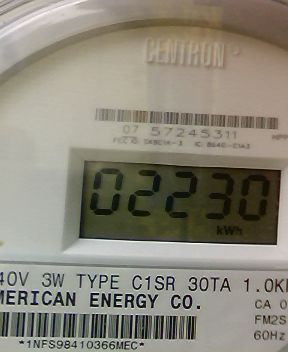 CENTRON®
07 57245311
02230
kWh
40V 3W TYPE C1SR 30TA 1.0K
MERICAN ENERGY CO.
CA 0
FM2S
60Hz
*1NFS98410366MEC*